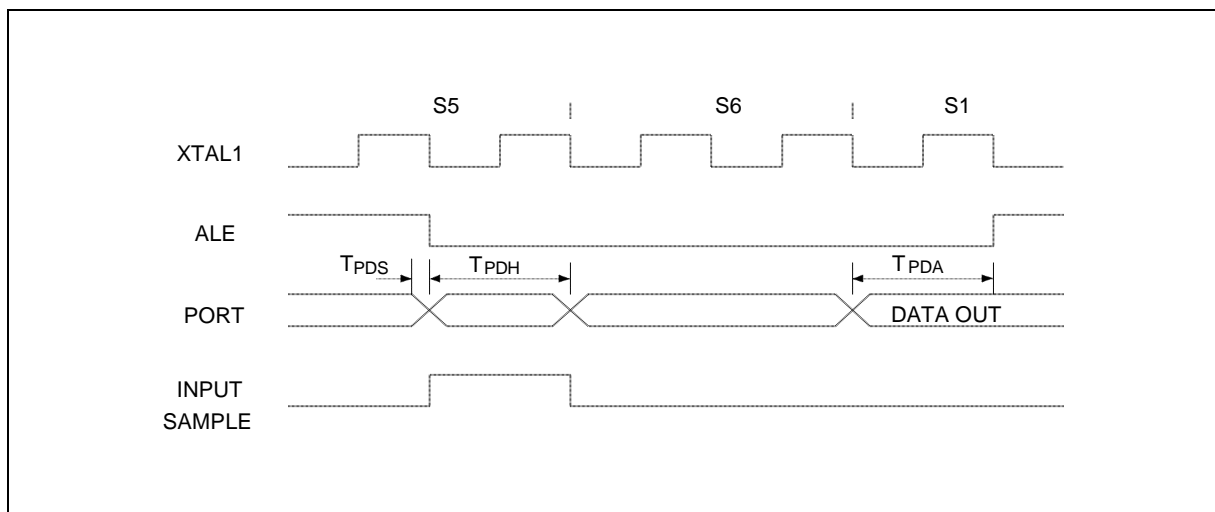 S5 S6 S1
XTAL1
ALE
TPDS TPDH TPDA
PORT DATA OUT
INPUT
SAMPLE